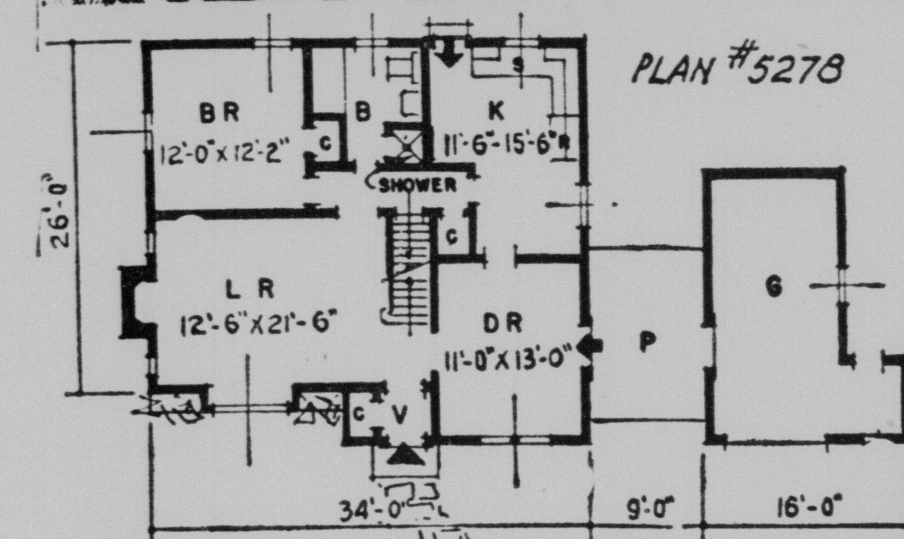 PLAN #5278
BR
12'-0" X 12'-2"
B
K
11'-6"-15'-6"
S
R
C
SHOWER
C
26'-0"
L R
12'-6" X 21'-6"
DR
11'-0" X 13'-0"
P
G
C
V
34'-0"
9'-0"
16'-0"